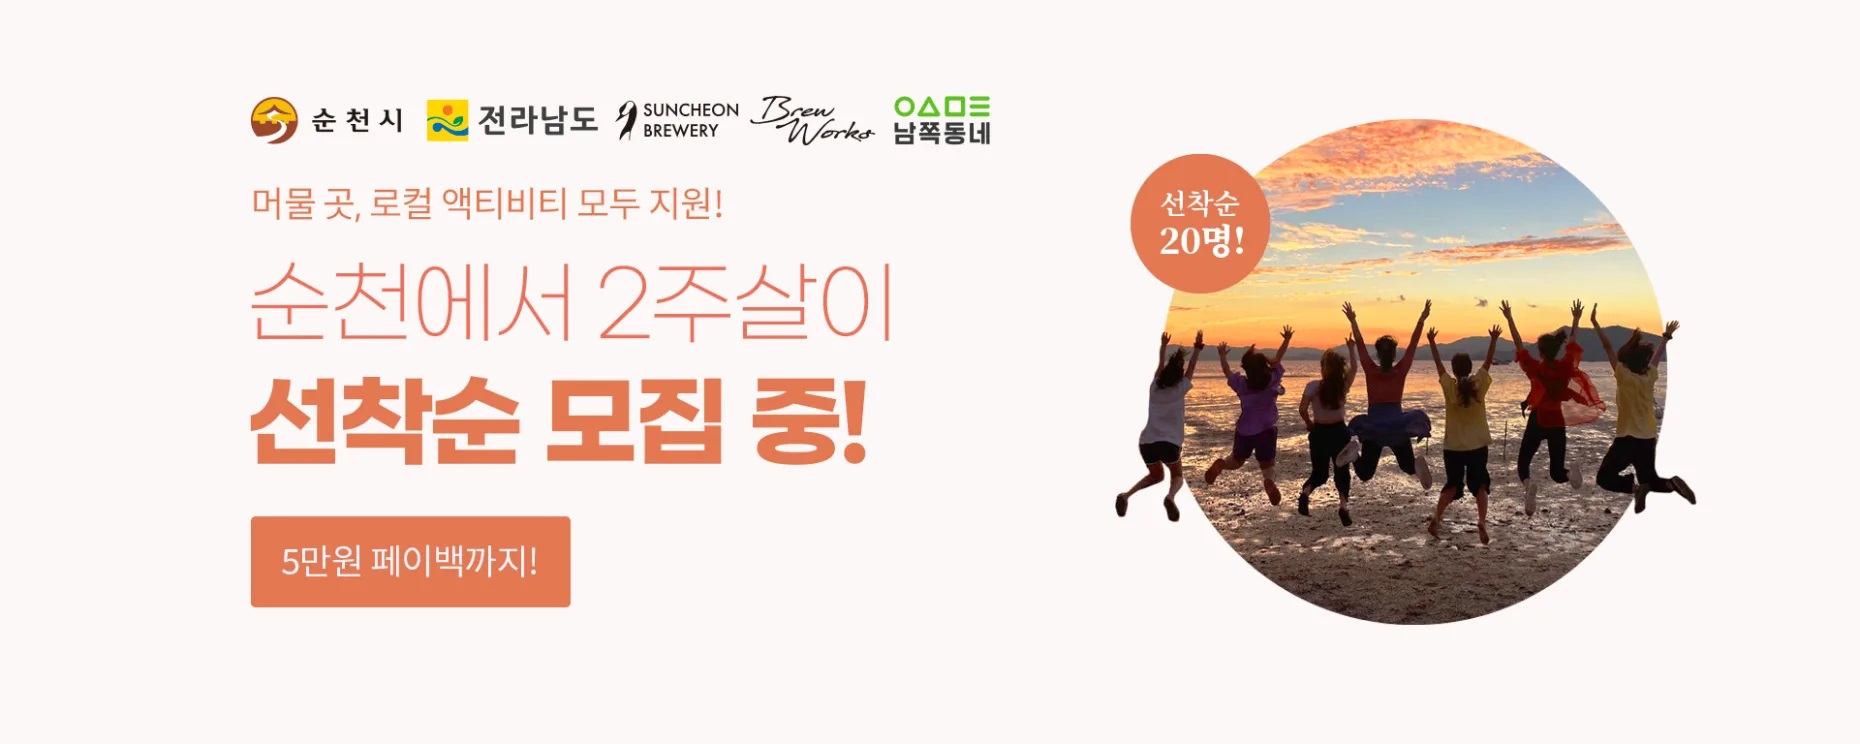 순천시 전라남도 SUNCHEON BREWERY Brew Works 남쪽동네
머물 곳, 로컬 액티비티 모두 지원!
순천에서 2주살이
선착순 모집 중!
5만원 페이백까지!
선착순
20명!